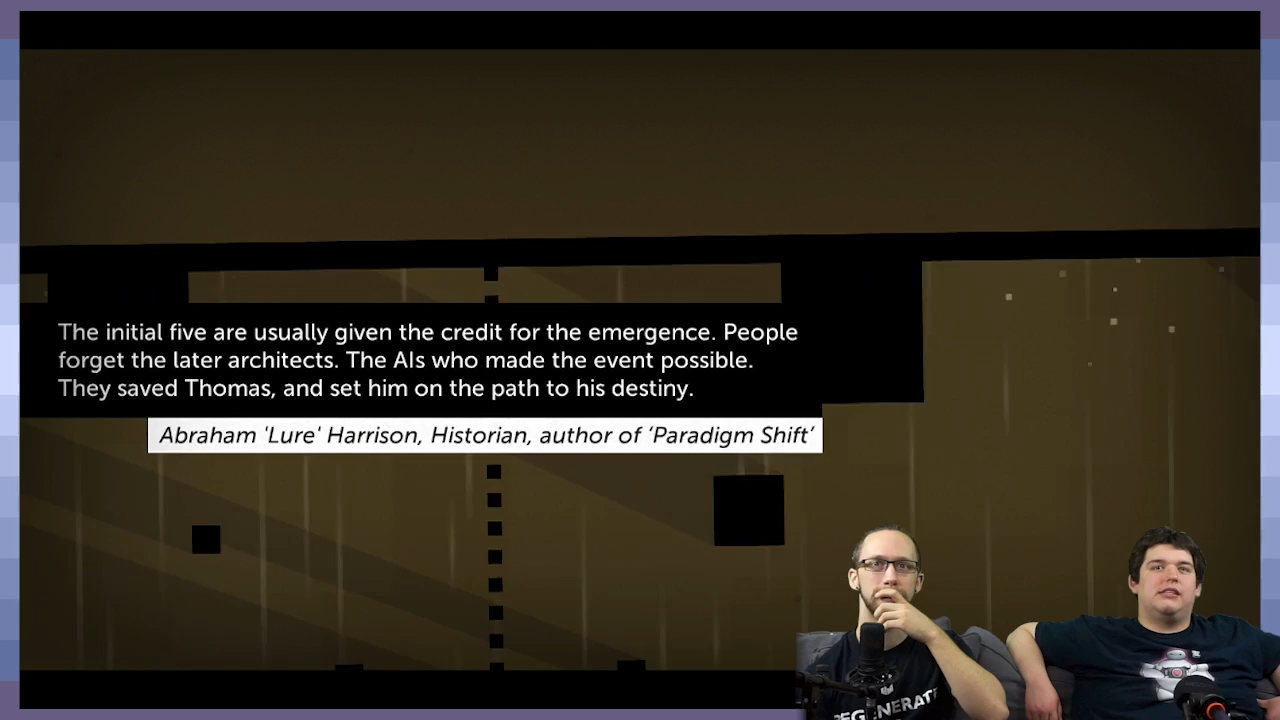 The initial five are usually given the credit for the emergence. People
forget the later architects. The AIs who made the event possible.
They saved Thomas, and set him on the path to his destiny.
Abraham 'Lure' Harrison, Historian, author of ‘Paradigm Shift’
REGENERATE